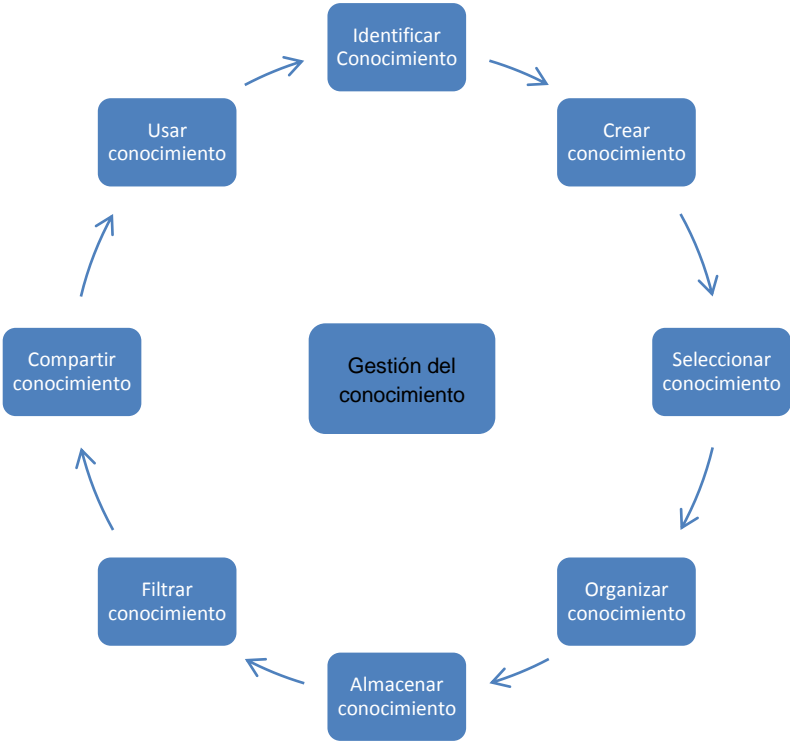 Identificar
Conocimiento
Crear
conocimiento
Seleccionar
conocimiento
Organizar
conocimiento
Almacenar
conocimiento
Filtrar
conocimiento
Compartir
conocimiento
Usar
conocimiento
Gestión del
conocimiento